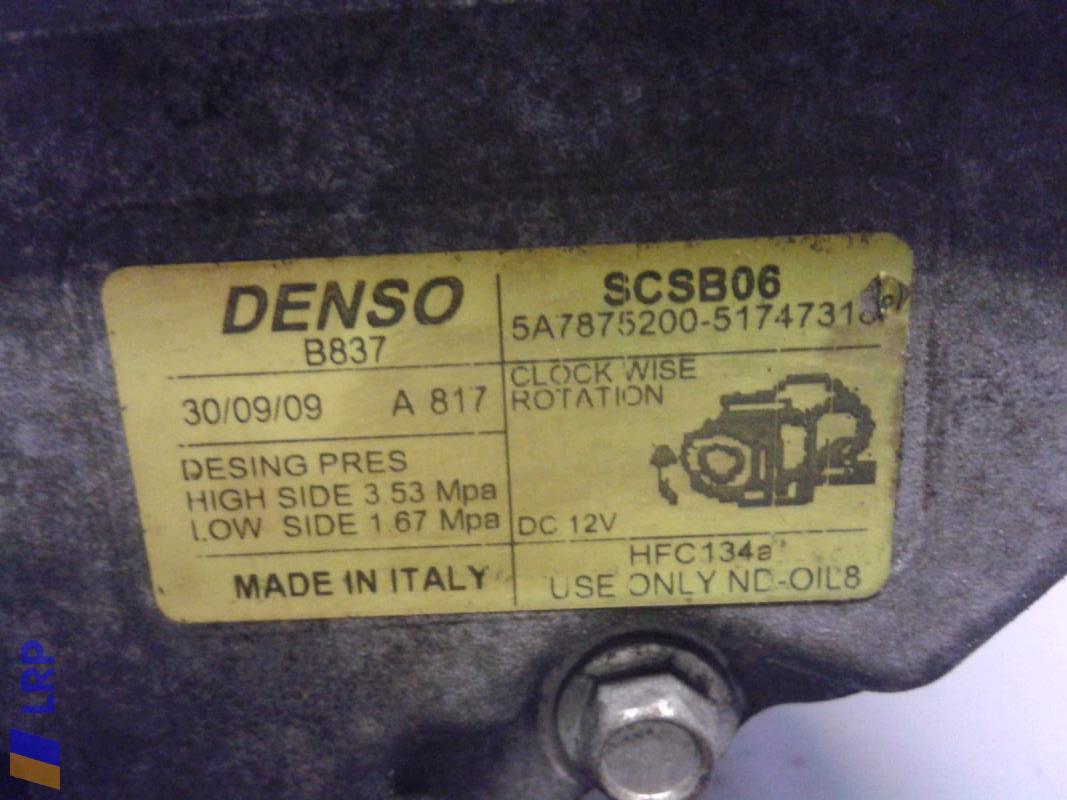 DENSO
B837
SCSB06
30/09/09 A 817
CLOCK WISE
ROTATION
DESING PRES
HIGH SIDE 3.53 Mpa
LOW SIDE 1.67 Mpa
DC 12V
MADE IN ITALY
HFC134a
USE ONLY ND-OIL8
LRP